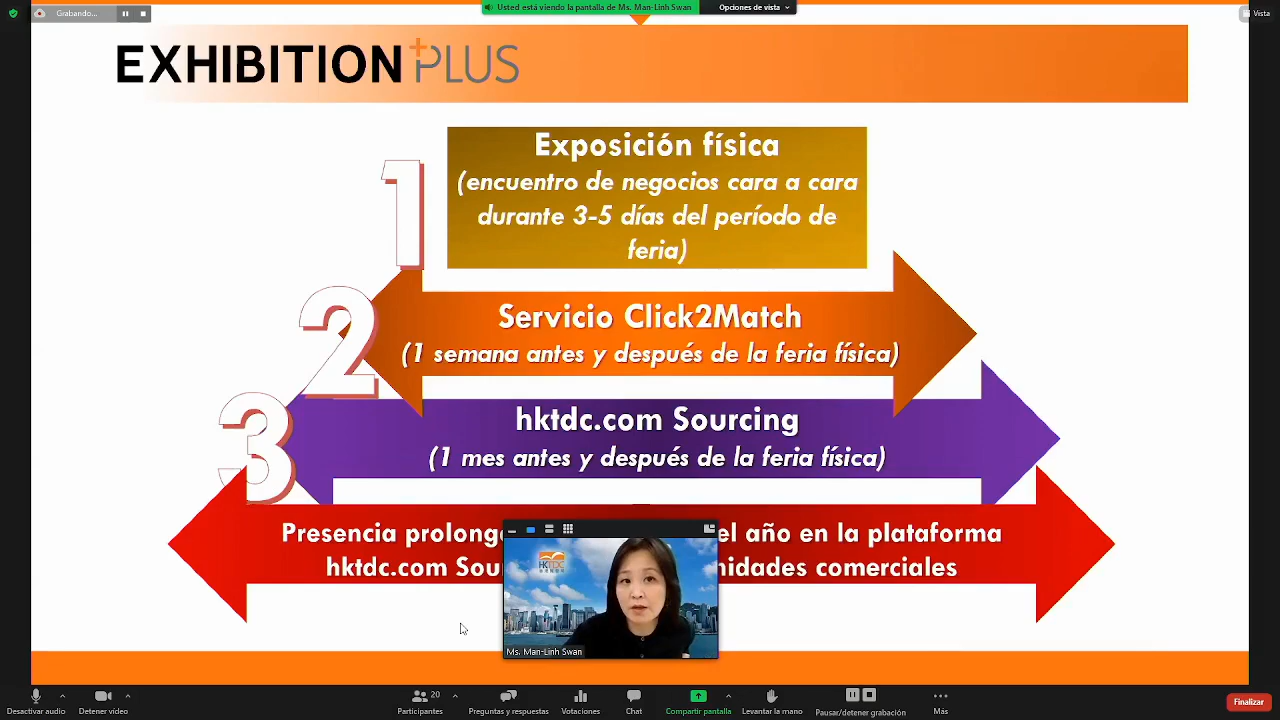 Grabando...
Usted está viendo la pantalla de Ms. Man-Linh Swan
Opciones de vista
Vista
EXHIBITION PLUS
1
Exposición física
(encuentro de negocios cara a cara
durante 3-5 días del período de
feria)
2
Servicio Click2Match
(1 semana antes y después de la feria física)
3
hktdc.com Sourcing
(1 mes antes y después de la feria física)
Presencia el año en la plataforma
hktdc.com comerciales
HKTDC
Ms. Man-Linh Swan
Desactivar audio
Detener video
20
Participantes
Preguntas y respuestas
Votaciones
Chat
Compartir pantalla
Levantar la mano
Pausar/detener grabación
Más
Finalizar